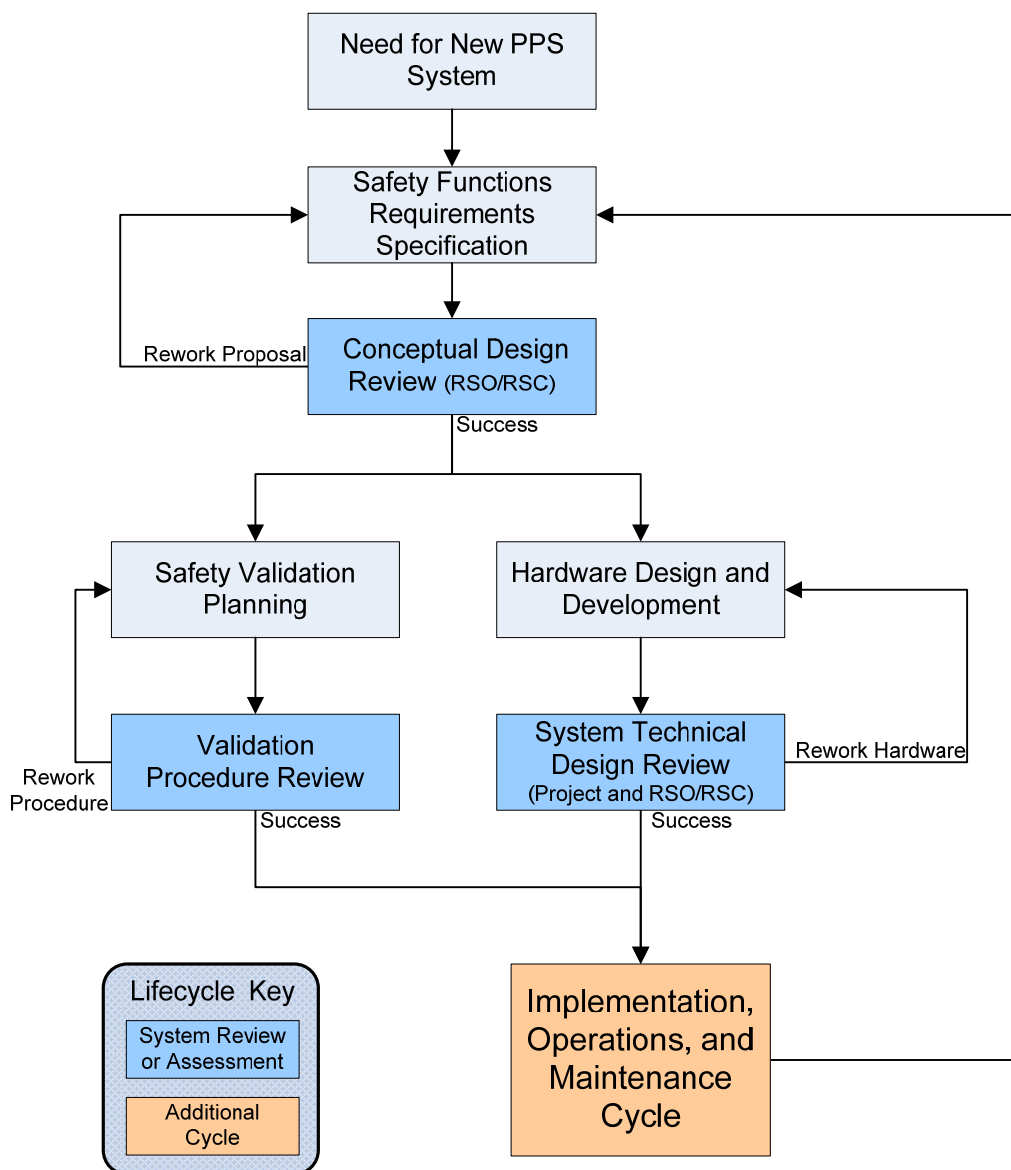 Need for New PPS
System
Safety Functions
Requirements
Specification
Rework Proposal
Conceptual Design
Review (RSO/RSC)
Success
Safety Validation
Planning
Hardware Design and
Development
Validation
Procedure Review
Rework
Procedure
Success
System Technical
Design Review
(Project and RSO/RSC)
Rework Hardware
Success
Lifecycle Key
System Review
or Assessment
Additional
Cycle
Implementation,
Operations, and
Maintenance
Cycle